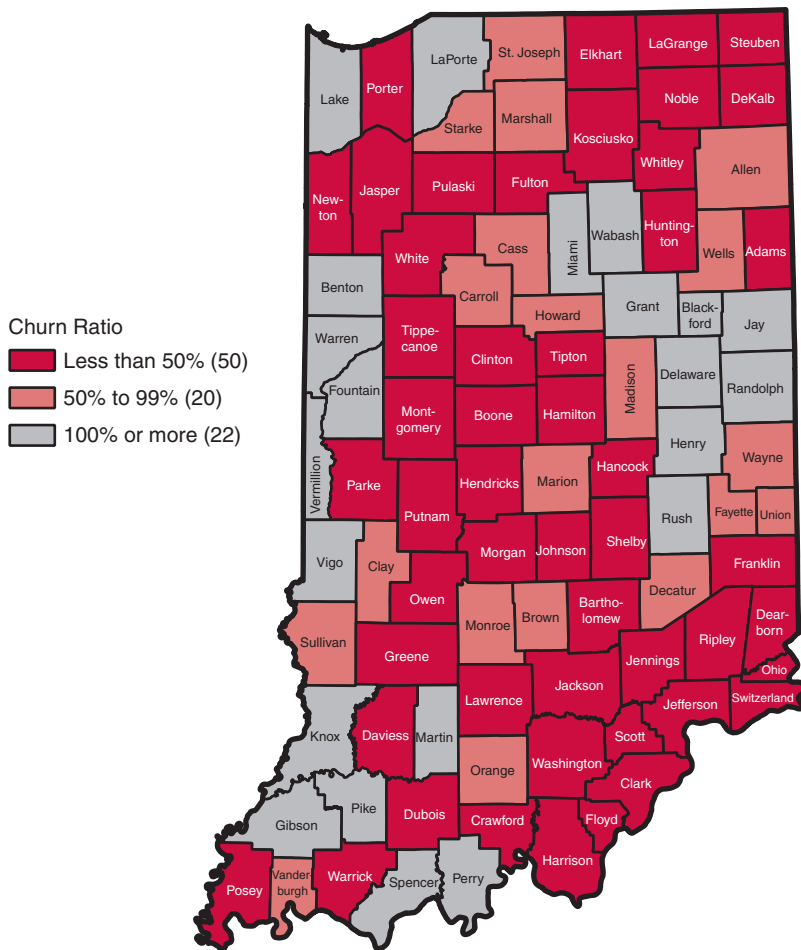 LaPorte
St. Joseph
Elkhart
LaGrange
Steuben
Lake
Porter
Noble
DeKalb
Starke
Marshall
Kosciusko
Whitley
Allen
New-
ton
Jasper
Pulaski
Fulton
White
Cass
Miami
Wabash
Hunting-
ton
Wells
Adams
Benton
Carroll
Howard
Grant
Black-
ford
Jay
Warren
Tippe-
canoe
Clinton
Tipton
Madison
Delaware
Randolph
Fountain
Mont-
gomery
Boone
Hamilton
Henry
Wayne
Vermillion
Parke
Putnam
Hendricks
Marion
Hancock
Rush
Fayette
Union
Vigo
Clay
Owen
Morgan
Johnson
Shelby
Franklin
Decatur
Sullivan
Greene
Monroe
Brown
Bartho-
lomew
Jennings
Ripley
Dear-
born
Ohio
Switzerland
Jefferson
Knox
Daviess
Martin
Lawrence
Jackson
Scott
Washington
Orange
Clark
Gibson
Pike
Dubois
Crawford
Floyd
Harrison
Posey
Vander-
burgh
Warrick
Spencer
Perry
Churn Ratio
Less than 50% (50)
50% to 99% (20)
100% or more (22)